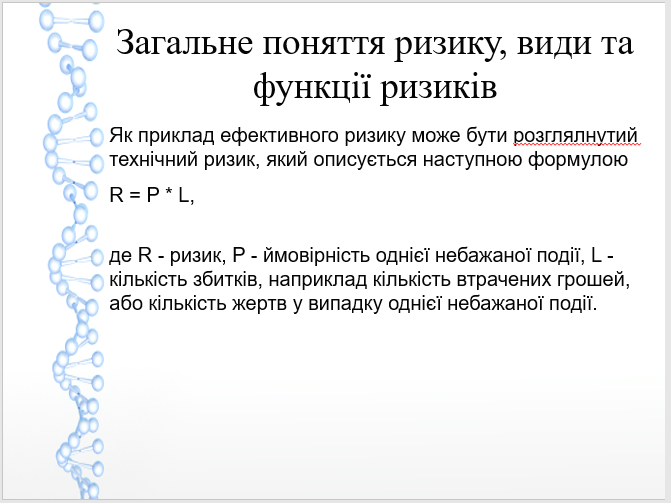 Загальне поняття ризику, види та
функції ризиків
Як приклад ефективного ризику може бути розглялнутий
технічний ризик, який описується наступною формулою
R = P * L,
де R - ризик, P - ймовірність однієї небажаної події, L -
кількість збитків, наприклад кількість втрачених грошей,
або кількість жертв у випадку однієї небажаної події.